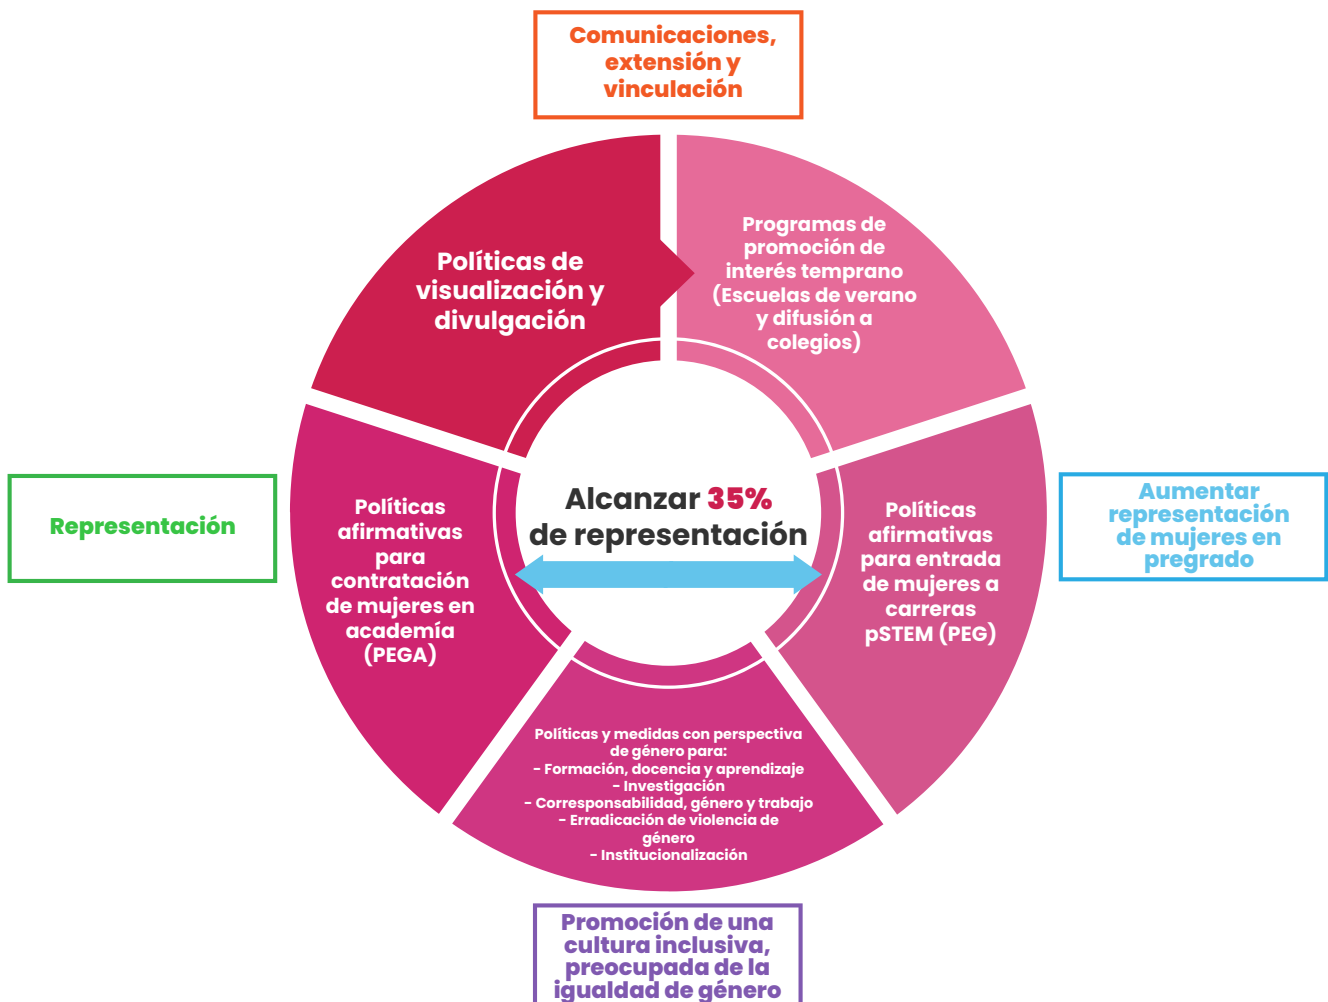 Comunicaciones,
extensión y
vinculación
Políticas de
visualización y
divulgación
Programas de
promoción de
interés temprano
(Escuelas de verano
y difusión a
colegios)
Representación
Políticas
afirmativas
para
contratación
de mujeres en
academía
(PEGA)
Alcanzar 35%
de representación
Políticas
afirmativas
para entrada
de mujeres a
carreras
pSTEM (PEG)
Aumentar
representación
de mujeres en
pregrado
Políticas y medidas con perspectiva
de género para:
- Formación, docencia y aprendizaje
- Investigación
- Corresponsabilidad, género y trabajo
- Erradicación de violencia de
género
- Institucionalización
Promoción de una
cultura inclusiva,
preocupada de la
igualdad de género